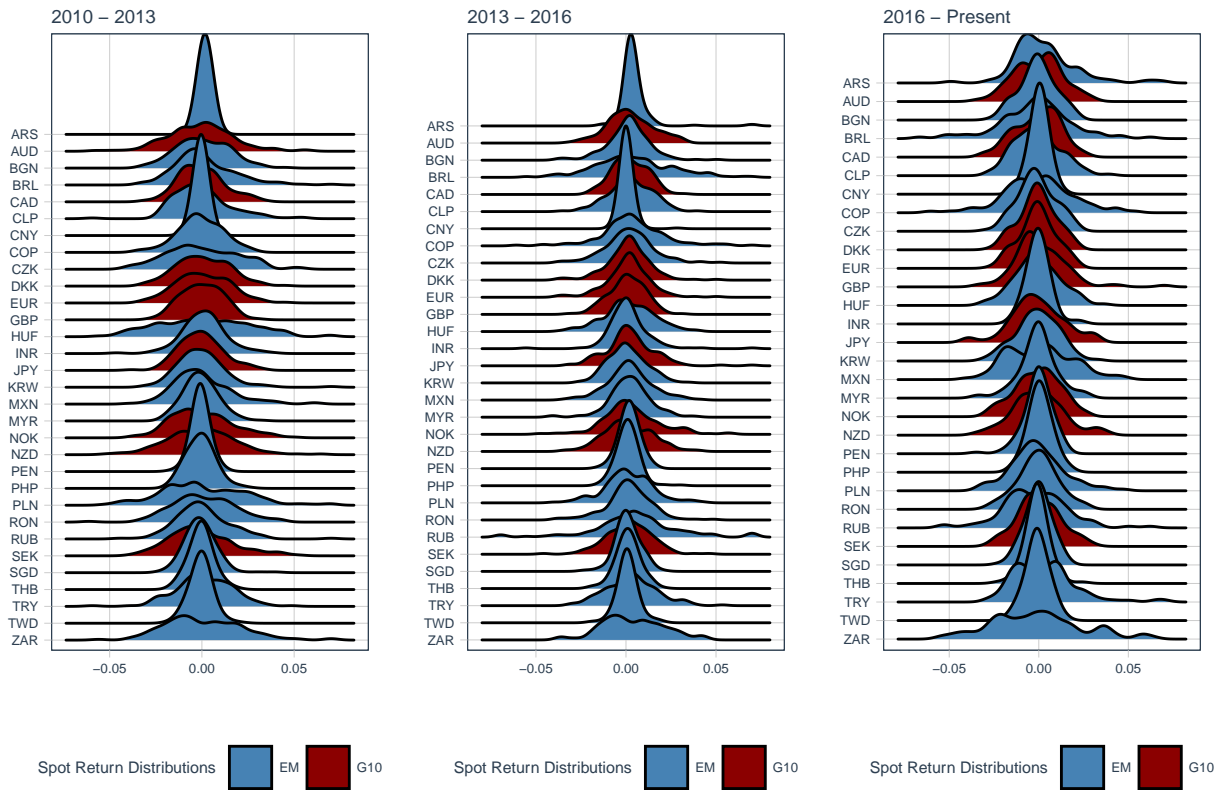 2010 − 2013
ARS
AUD
BGN
BRL
CAD
CLP
CNY
COP
CZK
DKK
EUR
GBP
HUF
INR
JPY
KRW
MXN
MYR
NOK
NZD
PEN
PHP
PLN
RON
RUB
SEK
SGD
THB
TRY
TWD
ZAR
−0.05 0.00 0.05
Spot Return Distributions EM G10
2013 − 2016
ARS
AUD
BGN
BRL
CAD
CLP
CNY
COP
CZK
DKK
EUR
GBP
HUF
INR
JPY
KRW
MXN
MYR
NOK
NZD
PEN
PHP
PLN
RON
RUB
SEK
SGD
THB
TRY
TWD
ZAR
−0.05 0.00 0.05
Spot Return Distributions EM G10
2016 − Present
ARS
AUD
BGN
BRL
CAD
CLP
CNY
COP
CZK
DKK
EUR
GBP
HUF
INR
JPY
KRW
MXN
MYR
NOK
NZD
PEN
PHP
PLN
RON
RUB
SEK
SGD
THB
TRY
TWD
ZAR
−0.05 0.00 0.05
Spot Return Distributions EM G10